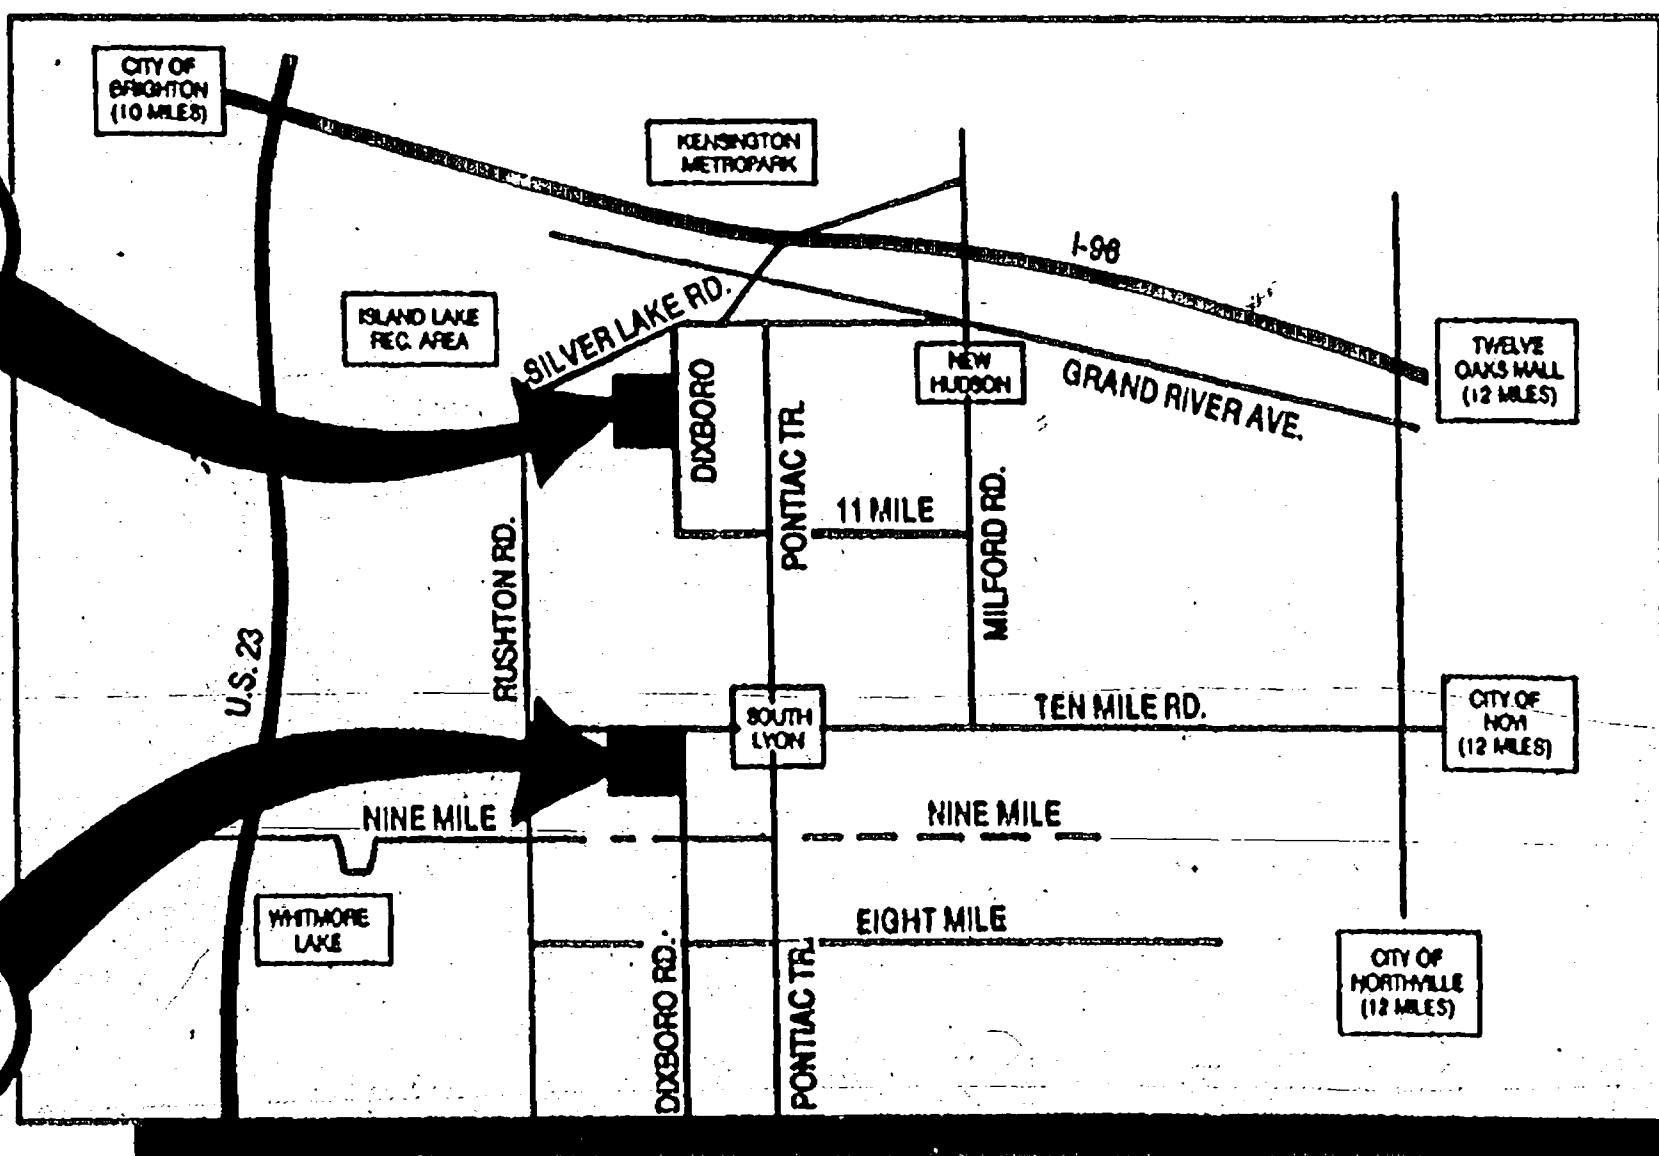 CITY OF
BRIGHTON
(10 MILES)
KENSINGTON
METROPARK
I-96
ISLAND LAKE
REC. AREA
SILVER LAKE RD.
NEW
HUDSON
TWELVE
OAKS MALL
(12 MILES)
GRAND RIVER AVE.
DIXBORO
PONTIAC TR.
11 MILE
MILFORD RD.
RUSHTON RD.
U.S. 23
SOUTH
LYON
TEN MILE RD.
CITY OF
NOVI
(12 MILES)
NINE MILE
NINE MILE
WHITMORE
LAKE
EIGHT MILE
DIXBORO RD.
PONTIAC TR.
CITY OF
NORTHVILLE
(12 MILES)